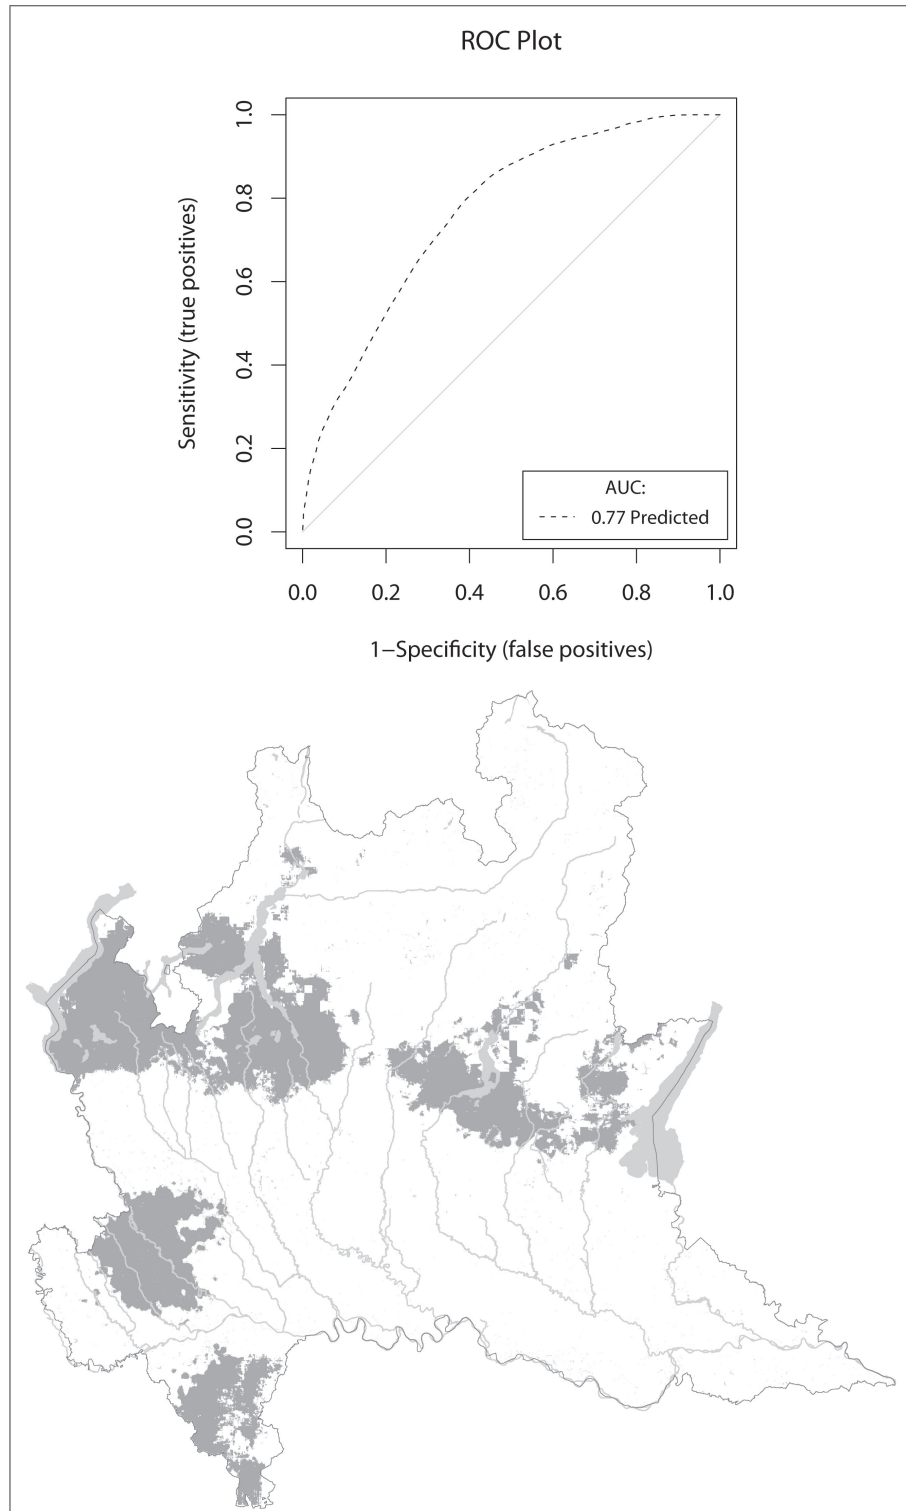 ROC Plot
1.0
0.8
0.6
0.4
0.2
0.0
Sensitivity (true positives)
AUC:
0.77 Predicted
0.0 0.2 0.4 0.6 0.8 1.0
1−Specificity (false positives)